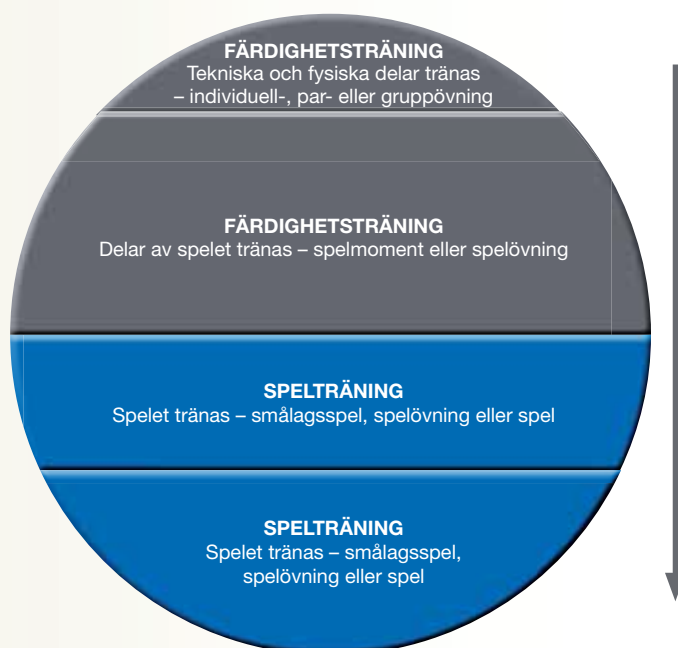 FÄRDIGHETSTRÄNING
Tekniska och fysiska delar tränas
– individuell-, par- eller gruppövning
FÄRDIGHETSTRÄNING
Delar av spelet tränas – spelmoment eller spelövning
SPELTRÄNING
Spelet tränas – smålagsspel, spelövning eller spel
SPELTRÄNING
Spelet tränas – smålagsspel,
spelövning eller spel